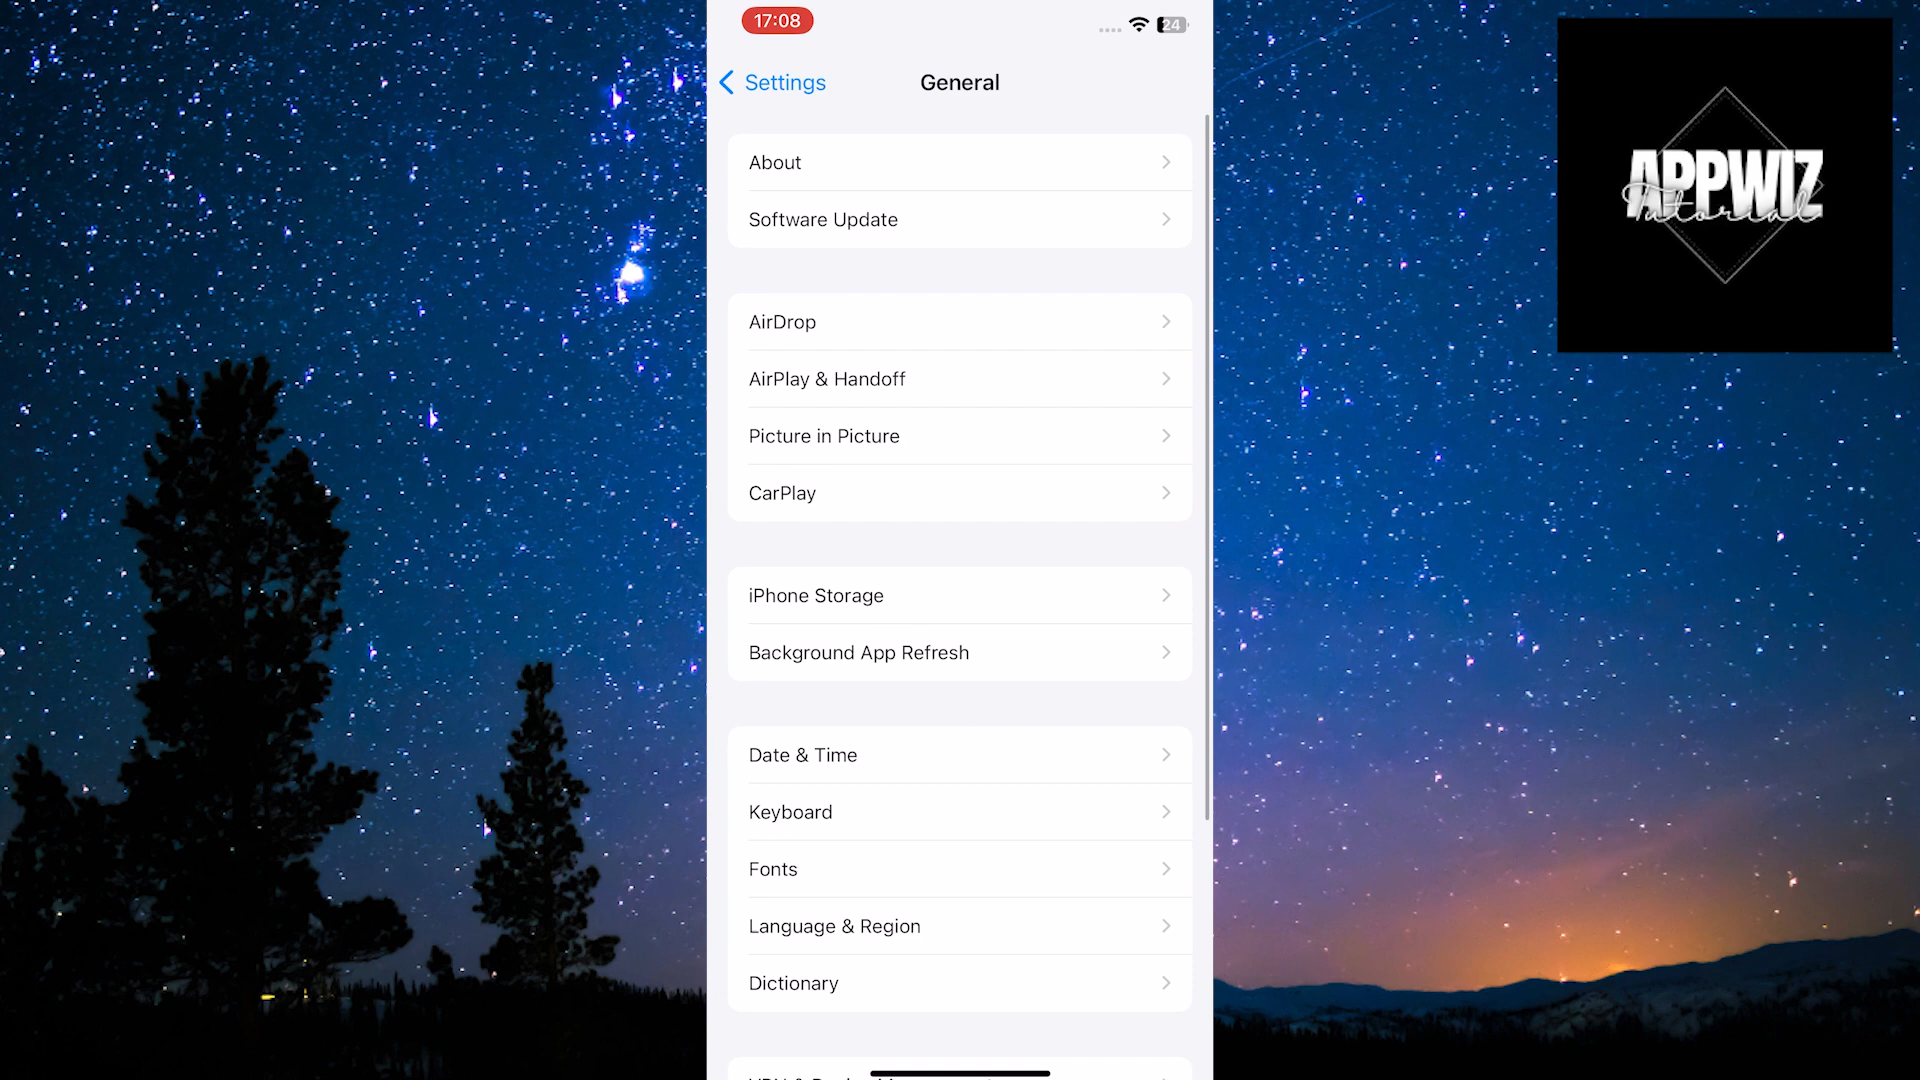 17:08
24
Settings
General
About
Software Update
AirDrop
AirPlay & Handoff
Picture in Picture
CarPlay
iPhone Storage
Background App Refresh
Date & Time
Keyboard
Fonts
Language & Region
Dictionary
APPWIZ
Tutorial